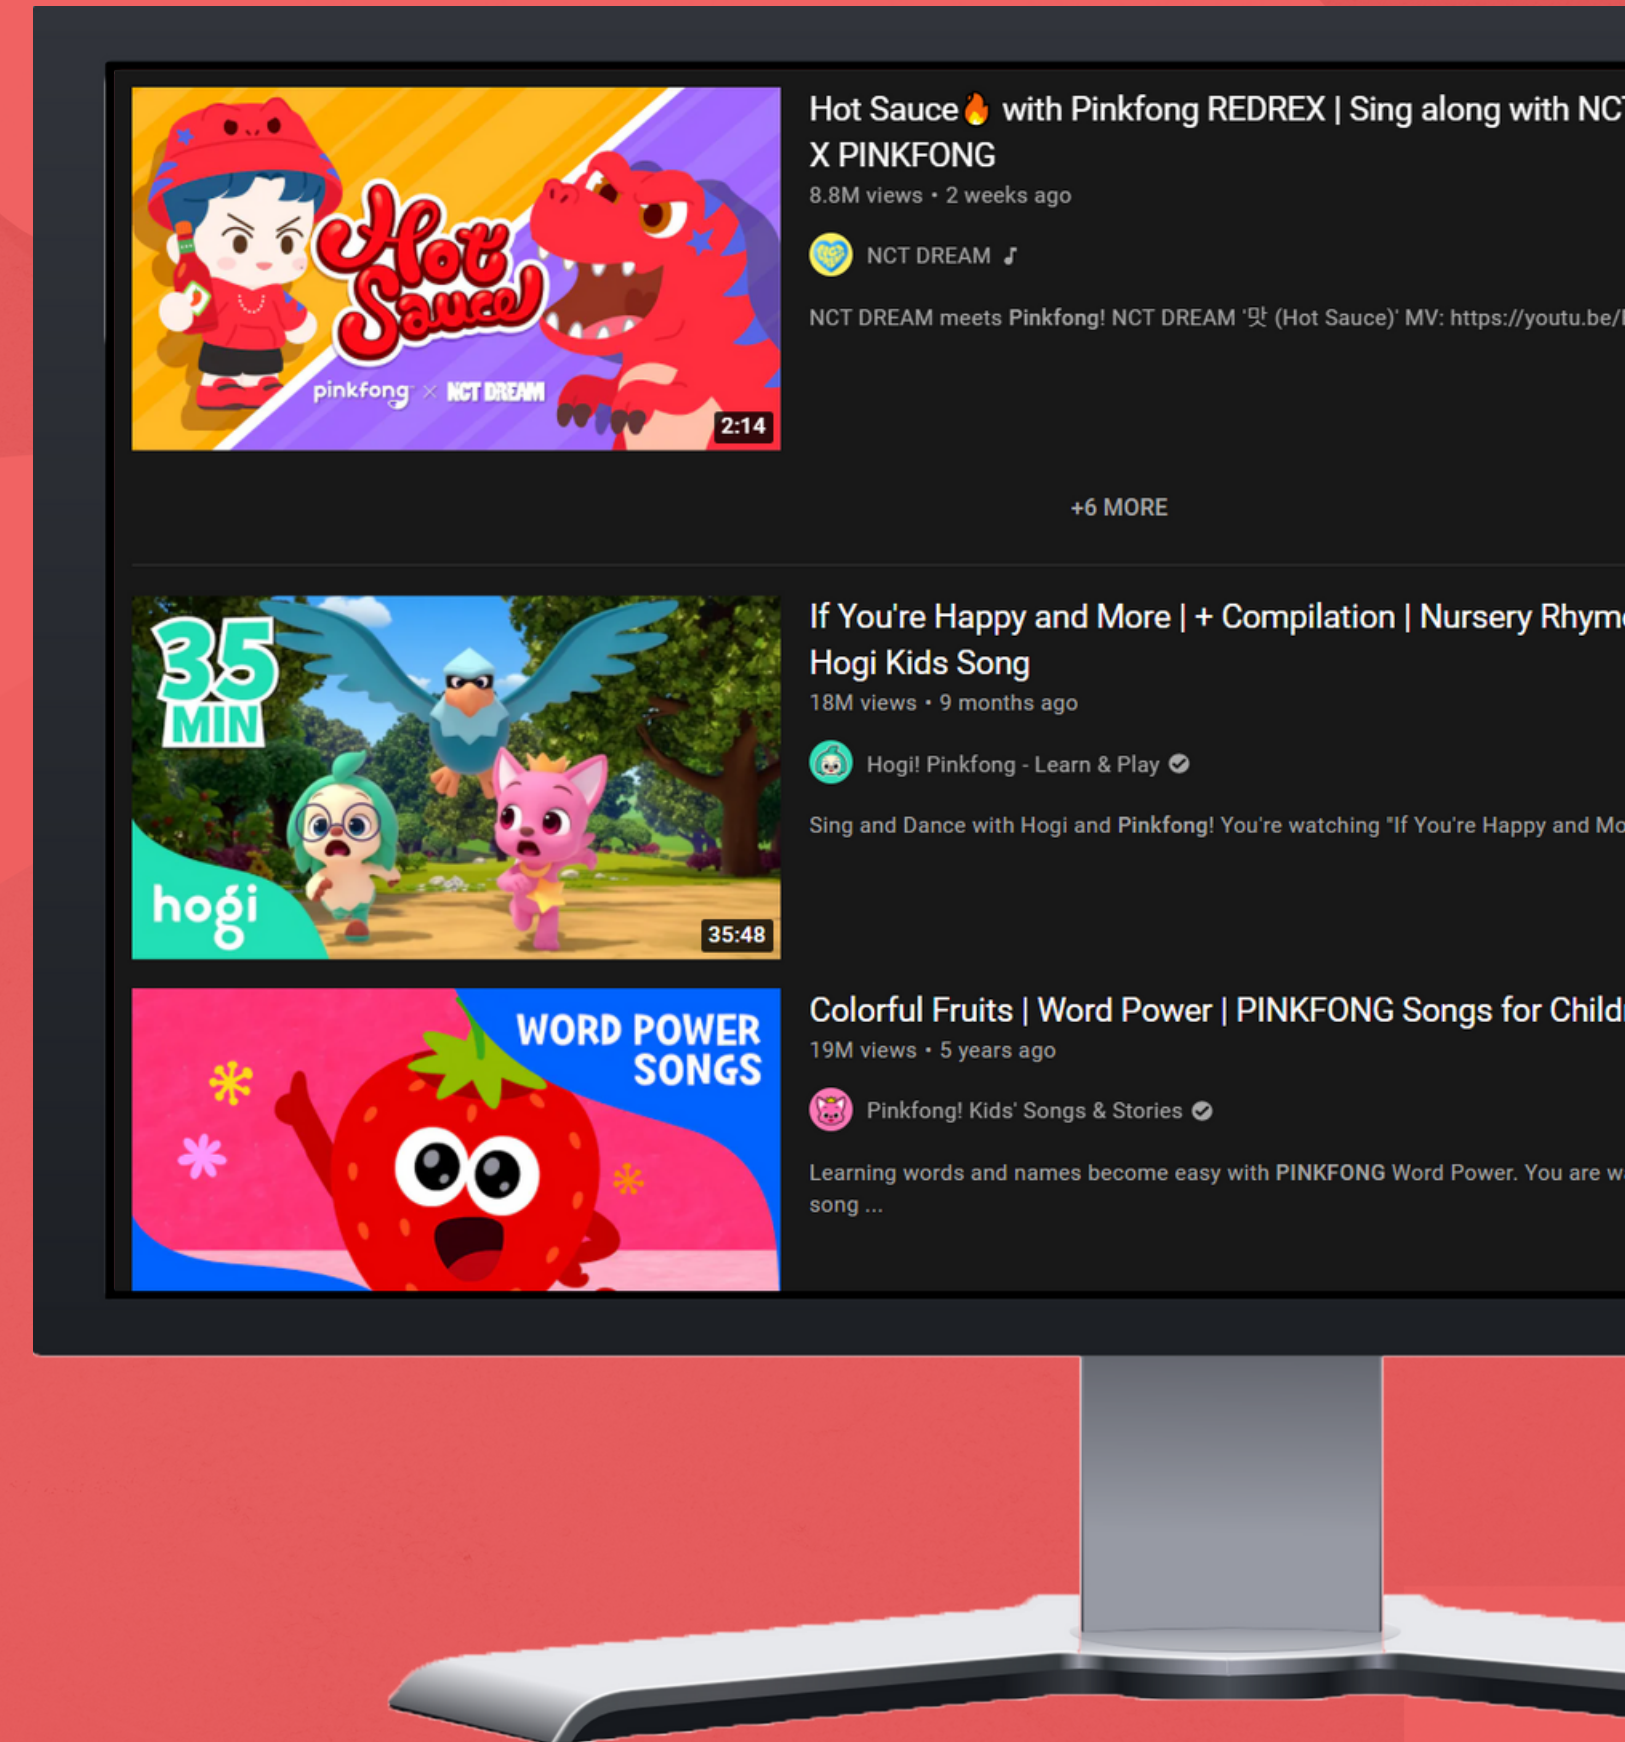 Hot Sauce
pinkfong × NCT DREAM
2:14
Hot Sauce🔥 with Pinkfong REDREX | Sing along with NCT
X PINKFONG
8.8M views • 2 weeks ago
NCT DREAM
NCT DREAM meets Pinkfong! NCT DREAM '맛 (Hot Sauce)' MV: https://youtu.be/
+6 MORE
35
MIN
hogi
35:48
If You're Happy and More | + Compilation | Nursery Rhyme
Hogi Kids Song
18M views • 9 months ago
Hogi! Pinkfong - Learn & Play
Sing and Dance with Hogi and Pinkfong! You're watching "If You're Happy and Mo
WORD POWER
SONGS
Colorful Fruits | Word Power | PINKFONG Songs for Childr
19M views • 5 years ago
Pinkfong! Kids' Songs & Stories
Learning words and names become easy with PINKFONG Word Power. You are wa
song ...